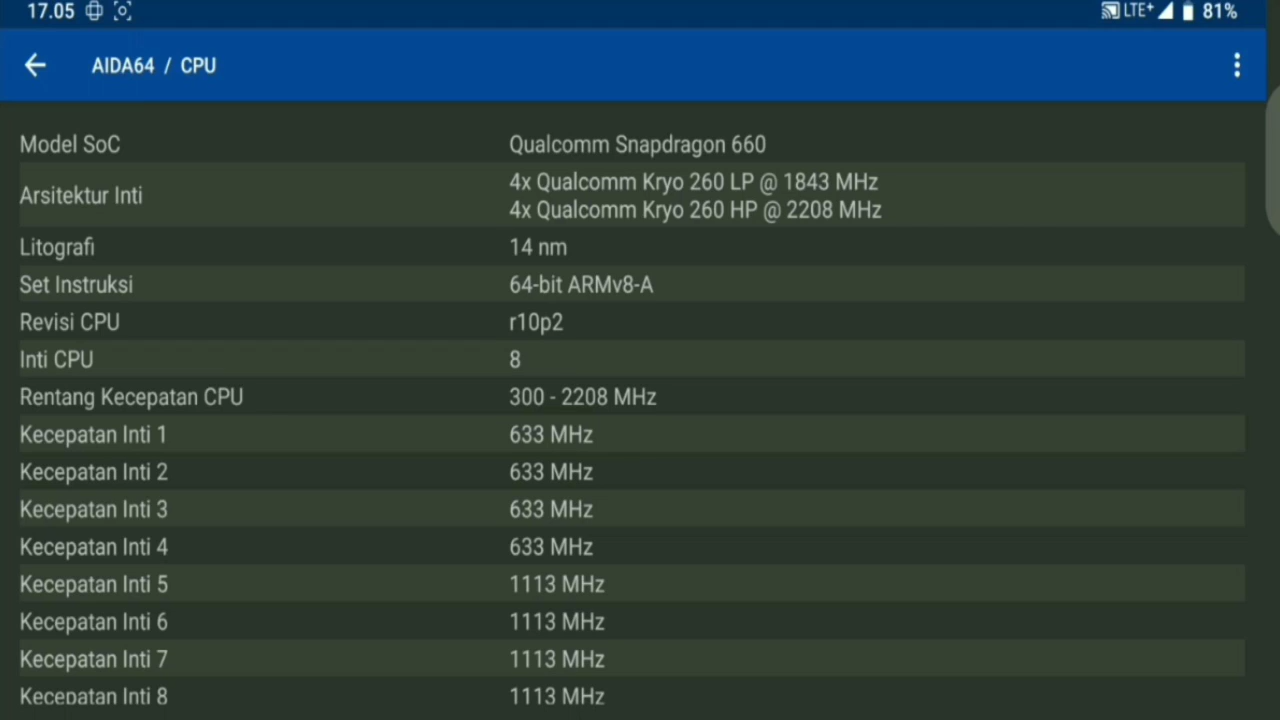 17.05 LTE+ 81%
AIDA64 / CPU
Model SoC Qualcomm Snapdragon 660
Arsitektur Inti 4x Qualcomm Kryo 260 LP @ 1843 MHz
4x Qualcomm Kryo 260 HP @ 2208 MHz
Litografi 14 nm
Set Instruksi 64-bit ARMv8-A
Revisi CPU r10p2
Inti CPU 8
Rentang Kecepatan CPU 300 - 2208 MHz
Kecepatan Inti 1 633 MHz
Kecepatan Inti 2 633 MHz
Kecepatan Inti 3 633 MHz
Kecepatan Inti 4 633 MHz
Kecepatan Inti 5 1113 MHz
Kecepatan Inti 6 1113 MHz
Kecepatan Inti 7 1113 MHz
Kecepatan Inti 8 1113 MHz